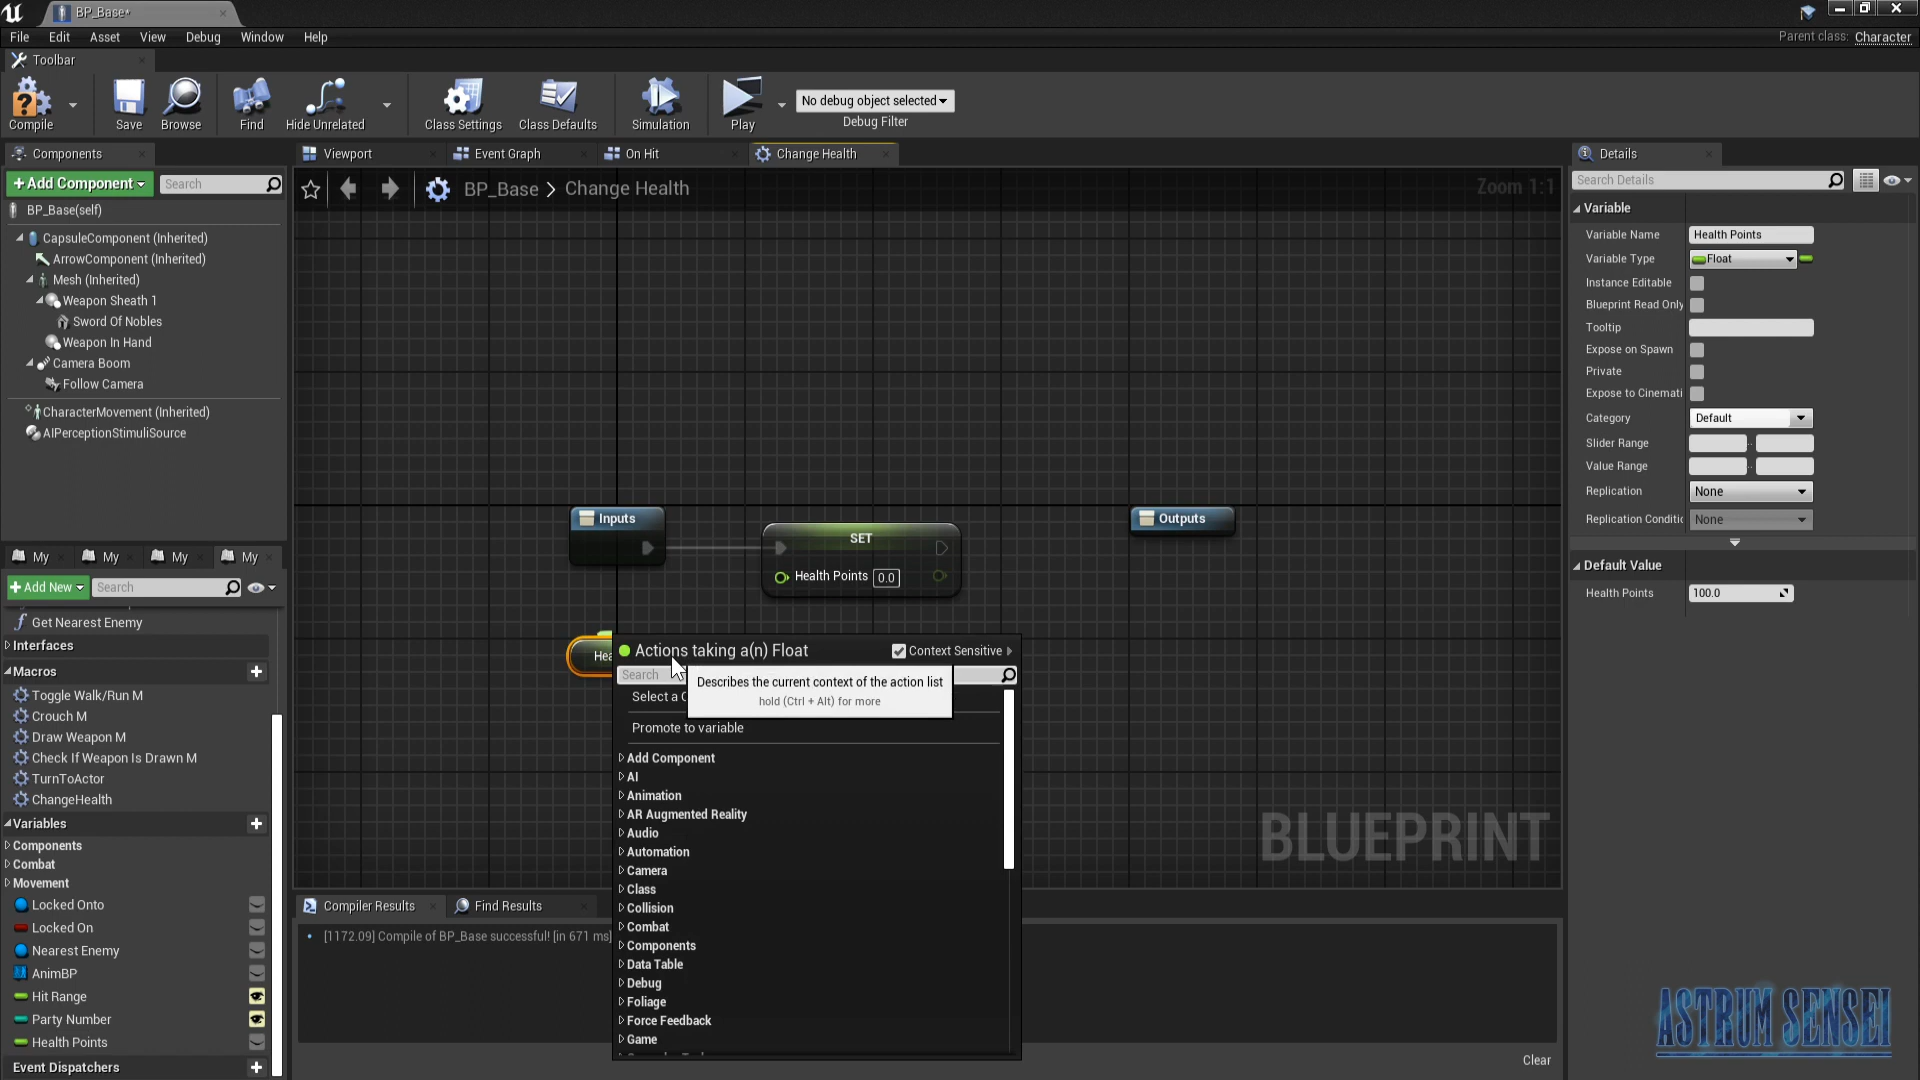 BP_Base*
File Edit Asset View Debug Window Help
Parent class: Character
Toolbar
Compile
Save
Browse
Find
Hide Unrelated
Class Settings
Class Defaults
Simulation
Play
No debug object selected
Debug Filter
Components
+Add Component
Search
BP_Base(self)
CapsuleComponent (Inherited)
ArrowComponent (Inherited)
Mesh (Inherited)
Weapon Sheath 1
Sword Of Nobles
Weapon In Hand
Camera Boom
Follow Camera
CharacterMovement (Inherited)
AIPerceptionStimuliSource
My
My
My
My
+Add New
Search
Get Nearest Enemy
Interfaces
Macros
Toggle Walk/Run M
Crouch M
Draw Weapon M
Check If Weapon Is Drawn M
TurnToActor
ChangeHealth
Variables
Components
Combat
Movement
Locked Onto
Locked On
Nearest Enemy
AnimBP
Hit Range
Party Number
Health Points
Event Dispatchers
Viewport
Event Graph
On Hit
Change Health
BP_Base > Change Health
Zoom 1:1
Inputs
SET
Health Points 0.0
Outputs
Hea
Actions taking a(n) Float
Context Sensitive
Search
Describes the current context of the action list
hold (Ctrl + Alt) for more
Select a C
Promote to variable
Add Component
AI
Animation
AR Augmented Reality
Audio
Automation
Camera
Class
Collision
Combat
Components
Data Table
Debug
Foliage
Force Feedback
Game
BLUEPRINT
Compiler Results
Find Results
[1172.09] Compile of BP_Base successful! [in 671 ms]
Clear
Details
Search Details
Variable
Variable Name Health Points
Variable Type Float
Instance Editable
Blueprint Read Only
Tooltip
Expose on Spawn
Private
Expose to Cinemati
Category Default
Slider Range
Value Range
Replication None
Replication Conditic None
Default Value
Health Points 100.0
ASTRUM SENSEI